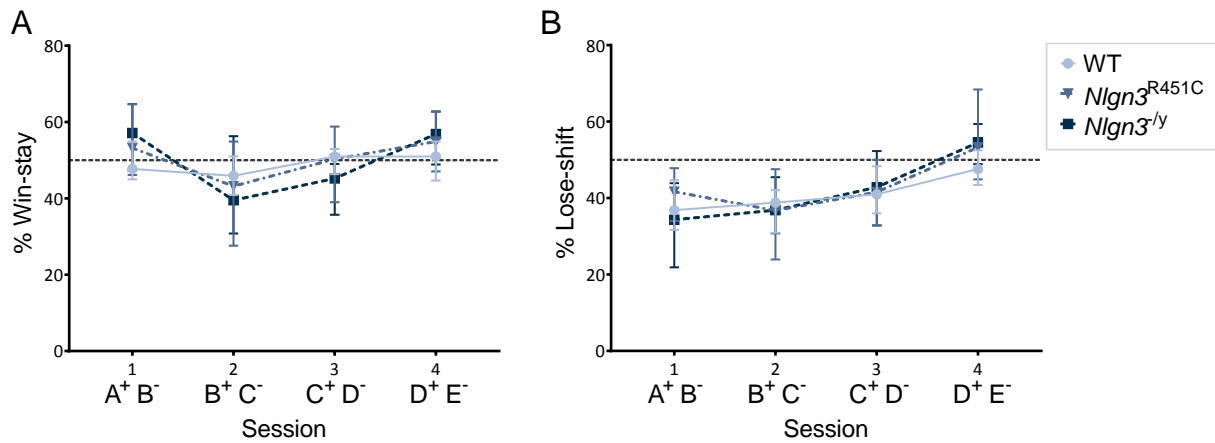 A
80
60
40
20
0
% Win-stay
1 2 3 4
A⁺ B⁻ B⁺ C⁻ C⁺ D⁻ D⁺ E⁻
Session
B
80
60
40
20
0
% Lose-shift
1 2 3 4
A⁺ B⁻ B⁺ C⁻ C⁺ D⁻ D⁺ E⁻
Session
WT
Nlgn3ᴿ⁴⁵¹ᶜ
Nlgn3⁻/ʸ